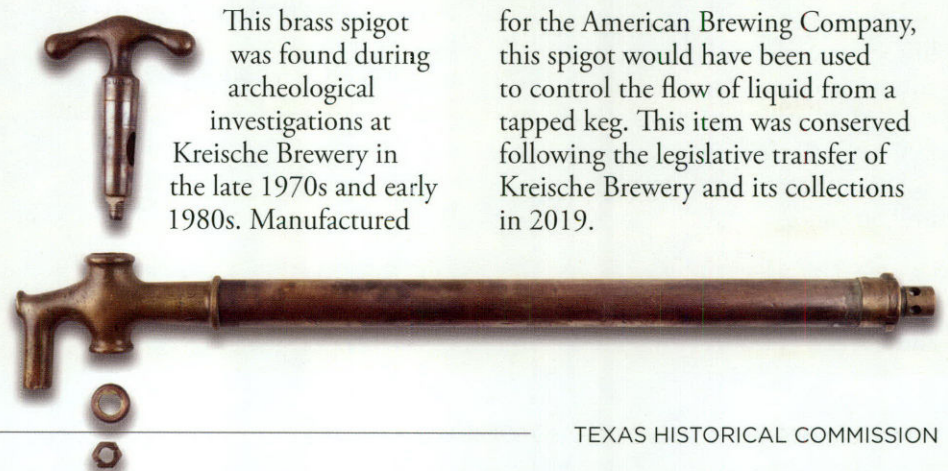 This brass spigot
was found during
archeological
investigations at
Kreische Brewery in
the late 1970s and early
1980s. Manufactured
for the American Brewing Company,
this spigot would have been used
to control the flow of liquid from a
tapped keg. This item was conserved
following the legislative transfer of
Kreische Brewery and its collections
in 2019.
TEXAS HISTORICAL COMMISSION